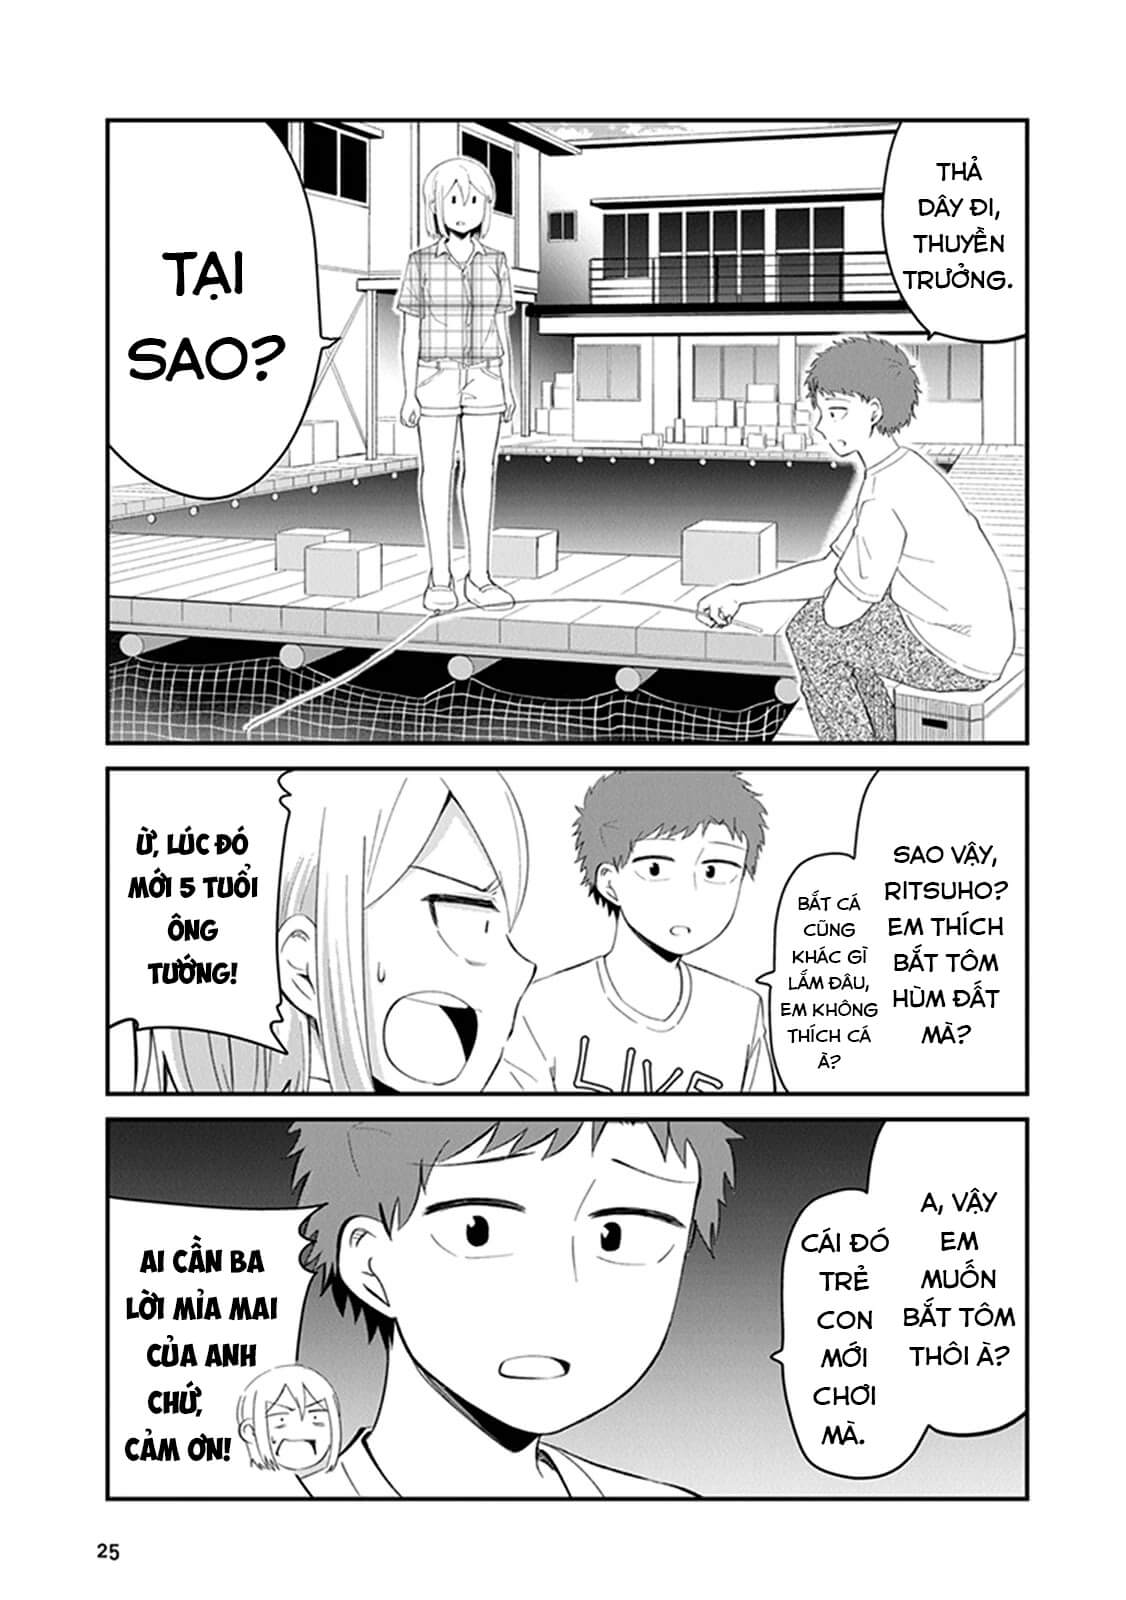 THẢ
DÂY ĐI,
THUYỀN
TRƯỞNG.
TẠI
SAO?
SAO VẬY,
RITSUHO?
EM THÍCH
BẮT TÔM
HÙM ĐẤT
MÀ?
BẮT CÁ
CŨNG
KHÁC GÌ
LẮM ĐÂU,
EM KHÔNG
THÍCH CÁ
À?
LIKE
Ừ, LÚC ĐÓ
MỚI 5 TUỔI
ÔNG
TƯỚNG!
A, VẬY
EM
MUỐN
BẮT TÔM
THÔI À?
CÁI ĐÓ
TRẺ
CON
MỚI
CHƠI
MÀ.
AI CẦN BA
LỜI MỈA MAI
CỦA ANH
CHỨ,
CẢM ƠN!
25